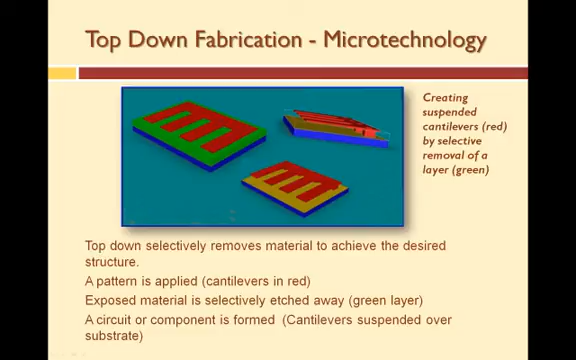 Top Down Fabrication - Microtechnology
Creating
suspended
cantilevers (red)
by selective
removal of a
layer (green)
Top down selectively removes material to achieve the desired
structure.
A pattern is applied (cantilevers in red)
Exposed material is selectively etched away (green layer)
A circuit or component is formed (Cantilevers suspended over
substrate)